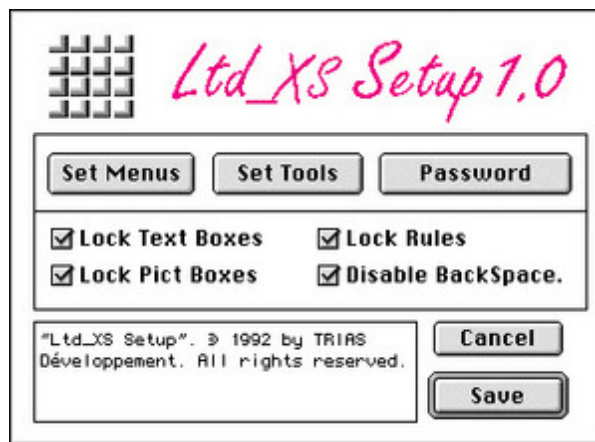 Ltd_XS Setup 1.0
Set Menus Set Tools Password
Lock Text Boxes Lock Rules
Lock Pict Boxes Disable BackSpace.
"Ltd_XS Setup". Э 1992 by TRIAS
Développement. All rights reserved.
Cancel
Save